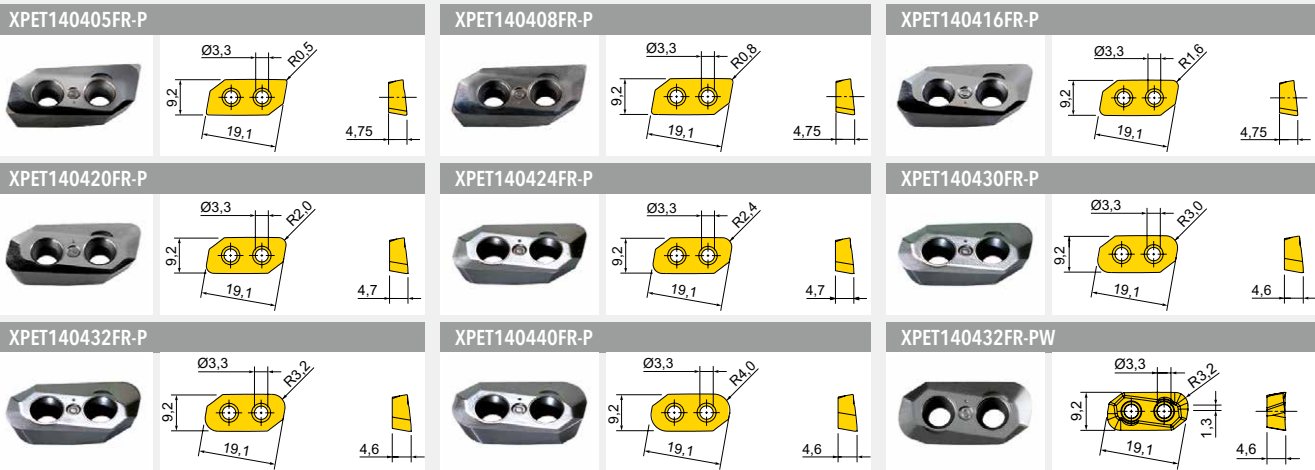 XPET140405FR-P
Ø3,3
R0,5
9,2
19,1
4,75
XPET140408FR-P
Ø3,3
R0,8
9,2
19,1
4,75
XPET140416FR-P
Ø3,3
R1,6
9,2
19,1
4,75
XPET140420FR-P
Ø3,3
R2,0
9,2
19,1
4,7
XPET140424FR-P
Ø3,3
R2,4
9,2
19,1
4,7
XPET140430FR-P
Ø3,3
R3,0
9,2
19,1
4,6
XPET140432FR-P
Ø3,3
R3,2
9,2
19,1
4,6
XPET140440FR-P
Ø3,3
R4,0
9,2
19,1
4,6
XPET140432FR-PW
Ø3,3
R3,2
9,2
1,3
19,1
4,6